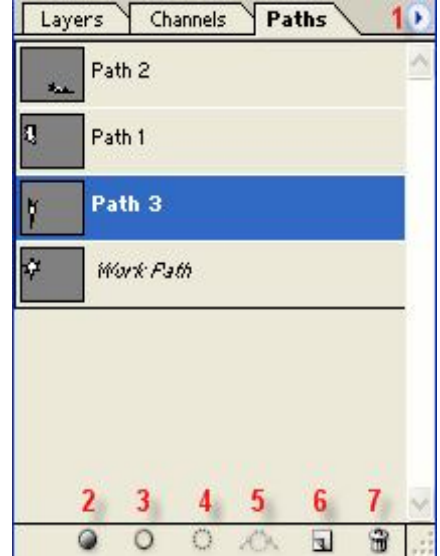 Layers Channels Paths 1
Path 2
Path 1
Path 3
Work Path
2 3 4 5 6 7